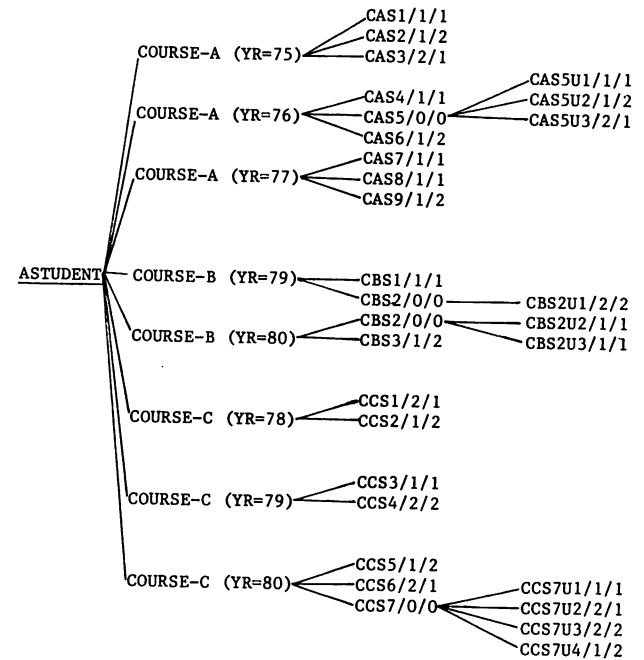 CAS1/1/1
CAS2/1/2
COURSE-A (YR=75) CAS3/2/1
CAS5U1/1/1
CAS4/1/1
CAS5U2/1/2
COURSE-A (YR=76) CAS5/0/0
CAS5U3/2/1
CAS6/1/2
CAS7/1/1
COURSE-A (YR=77) CAS8/1/1
CAS9/1/2
ASTUDENT COURSE-B (YR=79) CBS1/1/1
CBS2/0/0 CBS2U1/2/2
CBS2/0/0 CBS2U2/1/1
COURSE-B (YR=80) CBS3/1/2 CBS2U3/1/1
CCS1/2/1
COURSE-C (YR=78) CCS2/1/2
CCS3/1/1
COURSE-C (YR=79) CCS4/2/2
CCS5/1/2
COURSE-C (YR=80) CCS6/2/1
CCS7U1/1/1
CCS7/0/0 CCS7U2/2/1
CCS7U3/2/2
CCS7U4/1/2